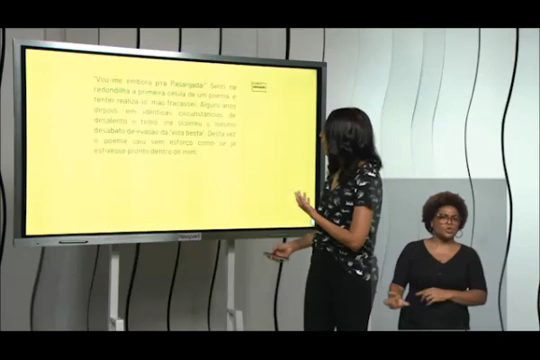 "Vou-me embora pra Pasárgada!" Senti na
redondilha a primeira célula de um poema, e
tentei realizá-lo, mas fracassei. Alguns anos
depois, em idênticas circunstâncias de
desalento e tédio, me ocorreu o mesmo
desabafo de evasão da "vida besta". Desta vez
o poema saiu sem esforço como se já
estivesse pronto dentro de mim.